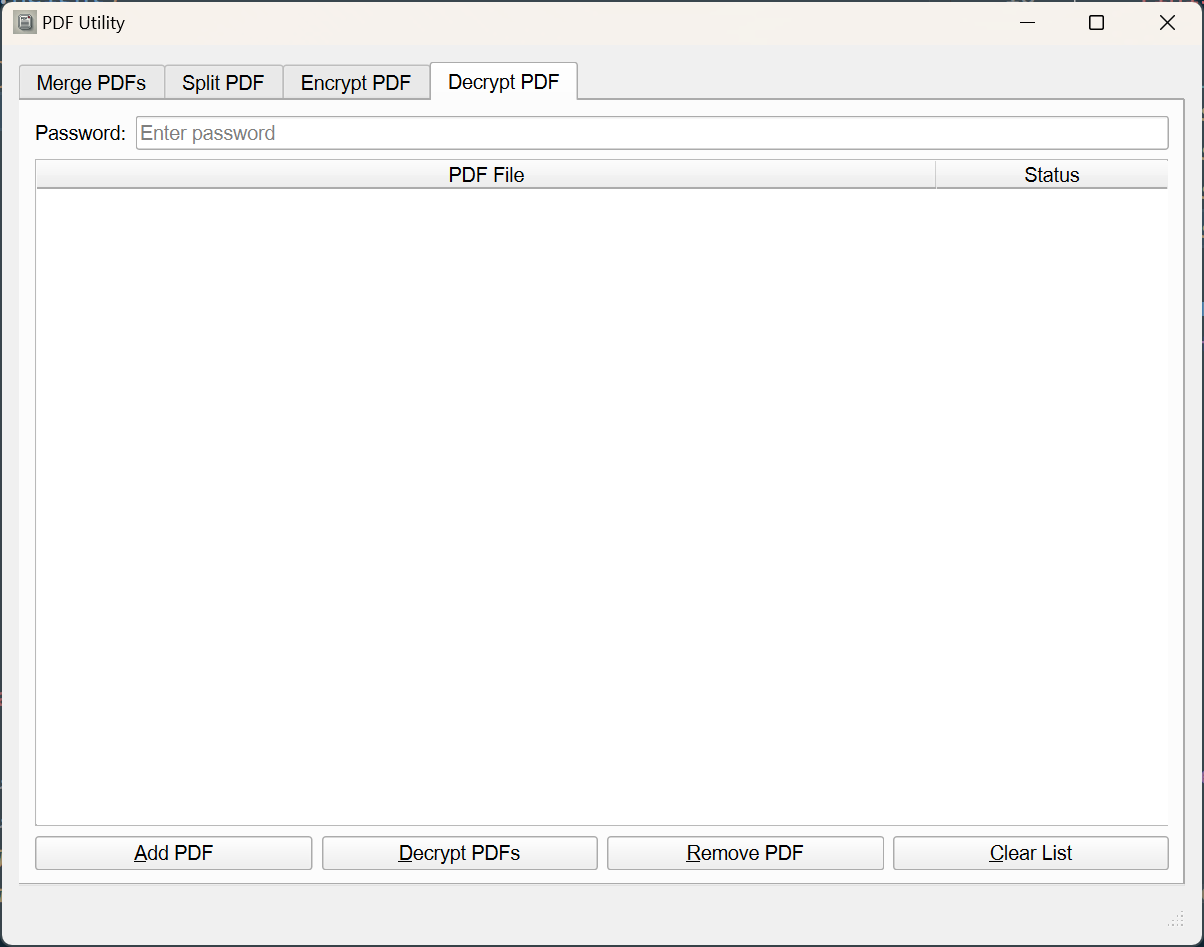 PDF Utility
Merge PDFs Split PDF Encrypt PDF Decrypt PDF
Password: Enter password
PDF File Status
Add PDF Decrypt PDFs Remove PDF Clear List